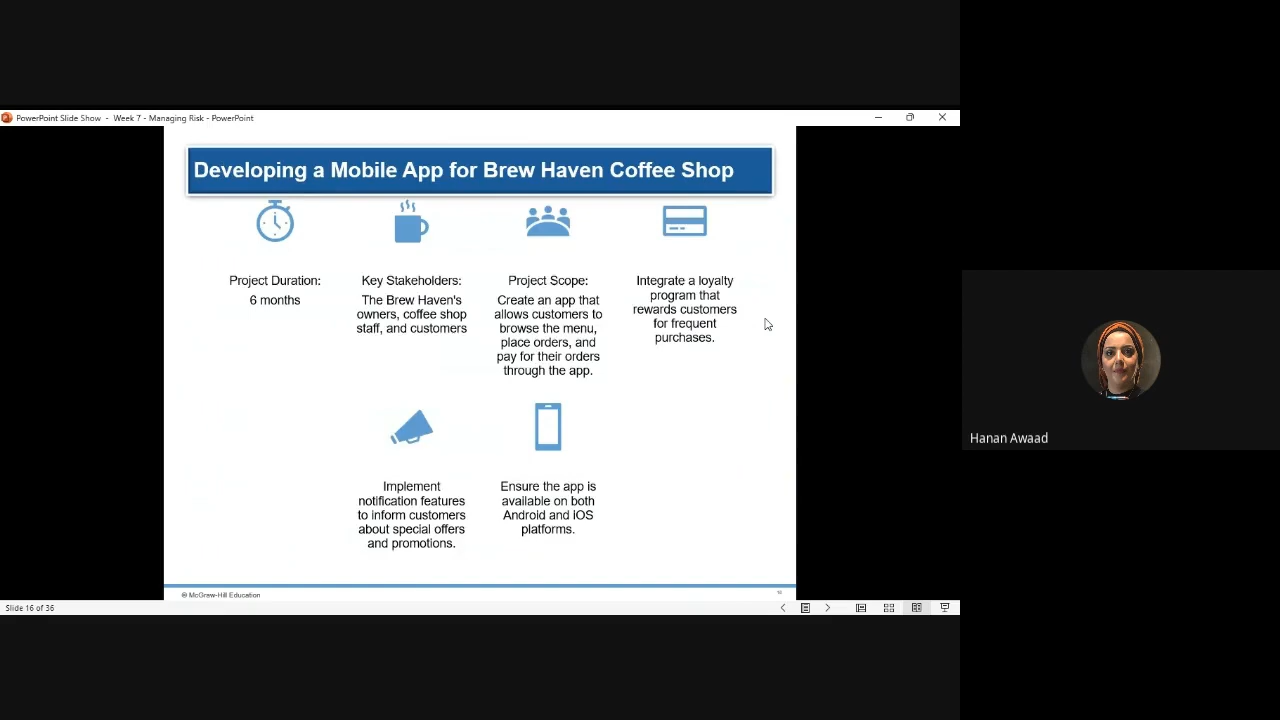 PowerPoint Slide Show - Week 7 - Managing Risk - PowerPoint
Developing a Mobile App for Brew Haven Coffee Shop
Project Duration:
6 months
Key Stakeholders:
The Brew Haven's
owners, coffee shop
staff, and customers
Project Scope:
Create an app that
allows customers to
browse the menu,
place orders, and
pay for their orders
through the app.
Integrate a loyalty
program that
rewards customers
for frequent
purchases.
Implement
notification features
to inform customers
about special offers
and promotions.
Ensure the app is
available on both
Android and iOS
platforms.
© McGraw-Hill Education
Slide 16 of 36
Hanan Awaad